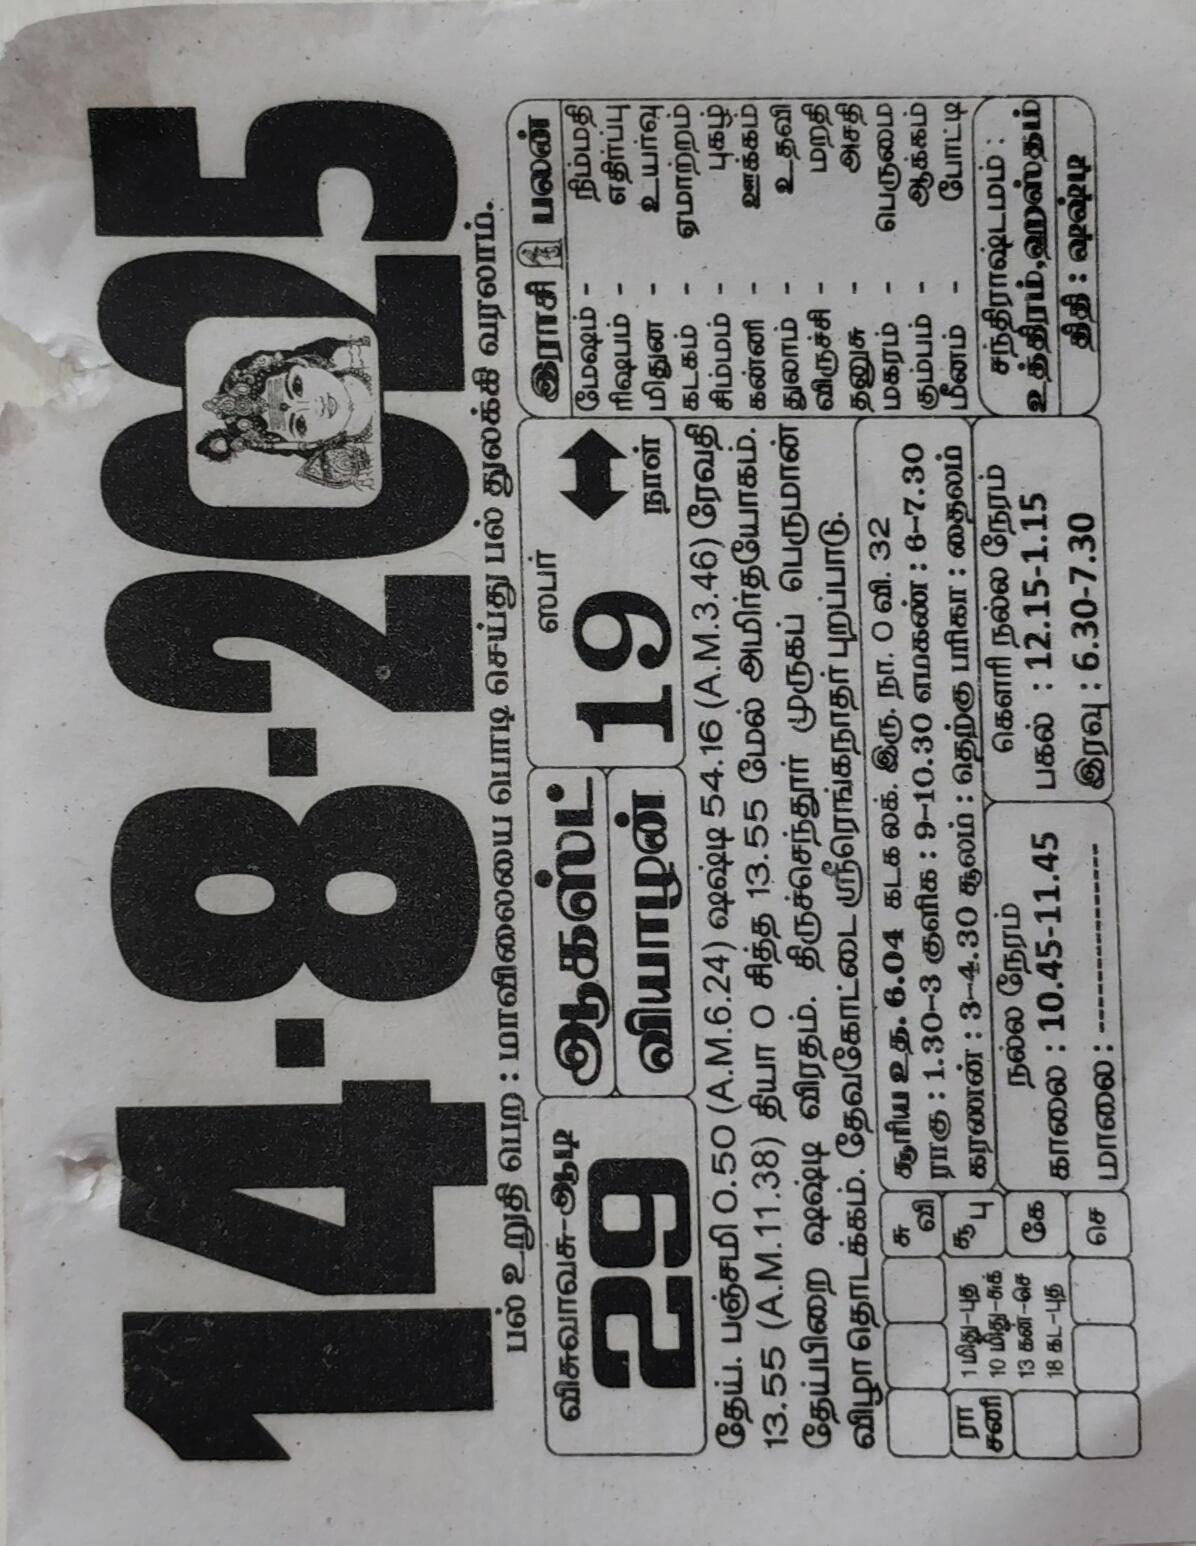 14-8-2025
பல் உறுதி பெற : மாவிலையை பொடி செய்து பல் துலக்கி வரலாம்.
விசுவாவசு-ஆடி
29
ஆகஸ்ட்
வியாழன்
ஸபர்
19
நாள்
இராசி பலன்
மேஷம் - நிம்மதி
ரிஷபம் - எதிர்ப்பு
மிதுன - உயர்வு
கடகம் - ஏமாற்றம்
சிம்மம் - புகழ்
கன்னி - ஊக்கம்
துலாம் - உதவி
விருச்சி - மறதி
தனுசு - அசதி
மகரம் - பெருமை
கும்பம் - ஆக்கம்
மீனம் - போட்டி
சந்திராஷ்டமம் :
உத்திரம்,ஹஸ்தம்
திதி : ஷஷ்டி
தேய். பஞ்சமி 0.50 (A.M.6.24) ஷஷ்டி 54.16 (A.M.3.46) ரேவதி
13.55 (A.M.11.38) தியா 0 சித்த 13.55 மேல் அமிர்தயோகம்.
தேய்பிறை ஷஷ்டி விரதம். திருச்செந்தூர் முருகப் பெருமான்
விழா தொடக்கம். தேவகோட்டை ஸ்ரீரெங்கநாதர் புறப்பாடு.
சூரிய உத. 6.04 கடக லக். இரு. நா. 0 வி. 32
ராகு : 1.30-3 குளிக : 9-10.30 எமகண் : 6-7.30
கரணன் : 3-4.30 சூலம் : தெற்கு பரிகா : தைலம்
நல்ல நேரம்
காலை : 10.45-11.45
மாலை : -------------
கௌரி நல்ல நேரம்
பகல் : 12.15-1.15
இரவு : 6.30-7.30
சு
வி
சூ
பு
கே
செ
ரா
சனி
1 மிது-புத
10 மிது-சுக்
13 கன்-செ
18 கட-புத